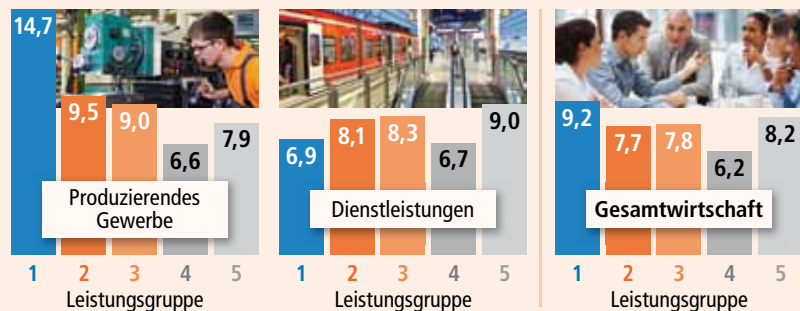 14,7
9,5
9,0
6,6
7,9
Produzierendes
Gewerbe
1 2 3 4 5
Leistungsgruppe
6,9
8,1
8,3
6,7
9,0
Dienstleistungen
1 2 3 4 5
Leistungsgruppe
9,2
7,7
7,8
6,2
8,2
Gesamtwirtschaft
1 2 3 4 5
Leistungsgruppe